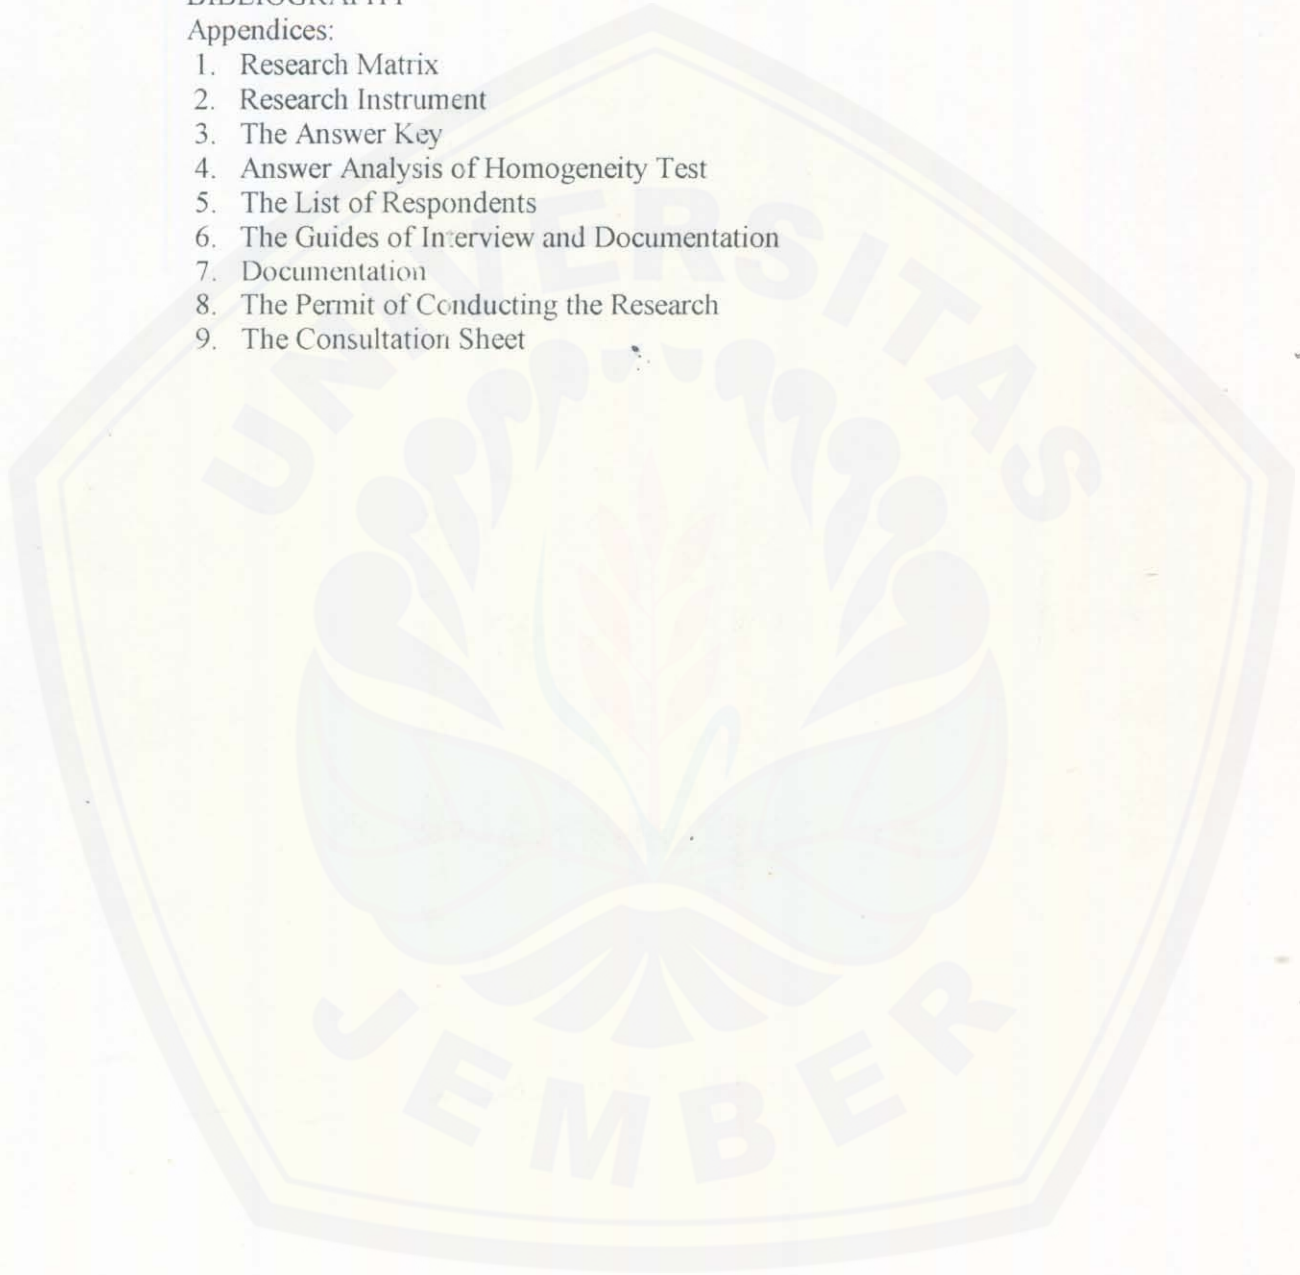 BIBLIOGRAPHY
Appendices:
1. Research Matrix
2. Research Instrument
3. The Answer Key
4. Answer Analysis of Homogeneity Test
5. The List of Respondents
6. The Guides of Interview and Documentation
7. Documentation
8. The Permit of Conducting the Research
9. The Consultation Sheet
UNIVERSITAS
JEMBER